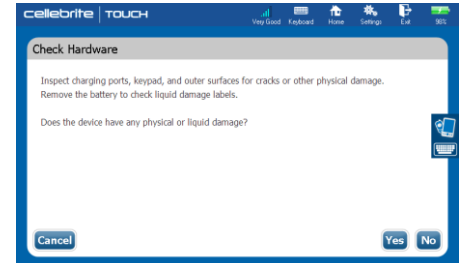 cellebrite TOUCH
Very Good Keyboard Home Settings Exit 96%
Check Hardware
Inspect charging ports, keypad, and outer surfaces for cracks or other physical damage.
Remove the battery to check liquid damage labels.
Does the device have any physical or liquid damage?
Cancel Yes No